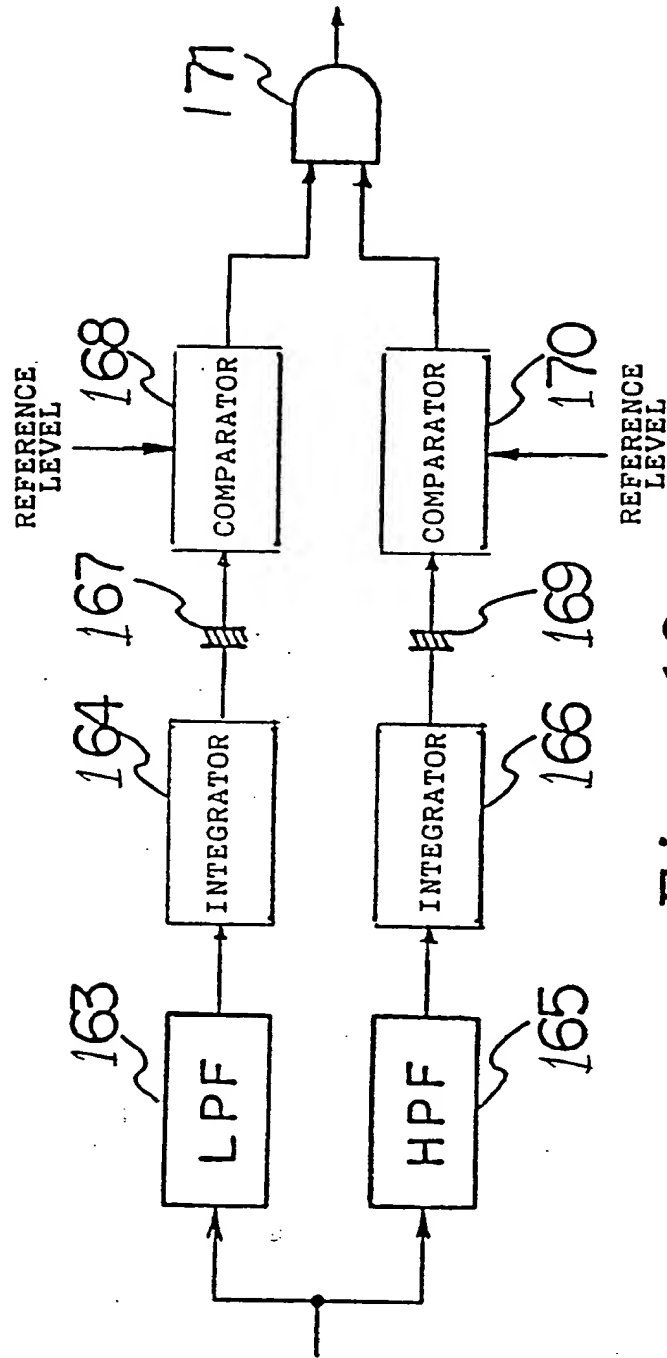 REFERENCE
LEVEL
163
164
167
168
171
LPF
INTEGRATOR
COMPARATOR
HPF
INTEGRATOR
COMPARATOR
165
166
169
170
REFERENCE
LEVEL